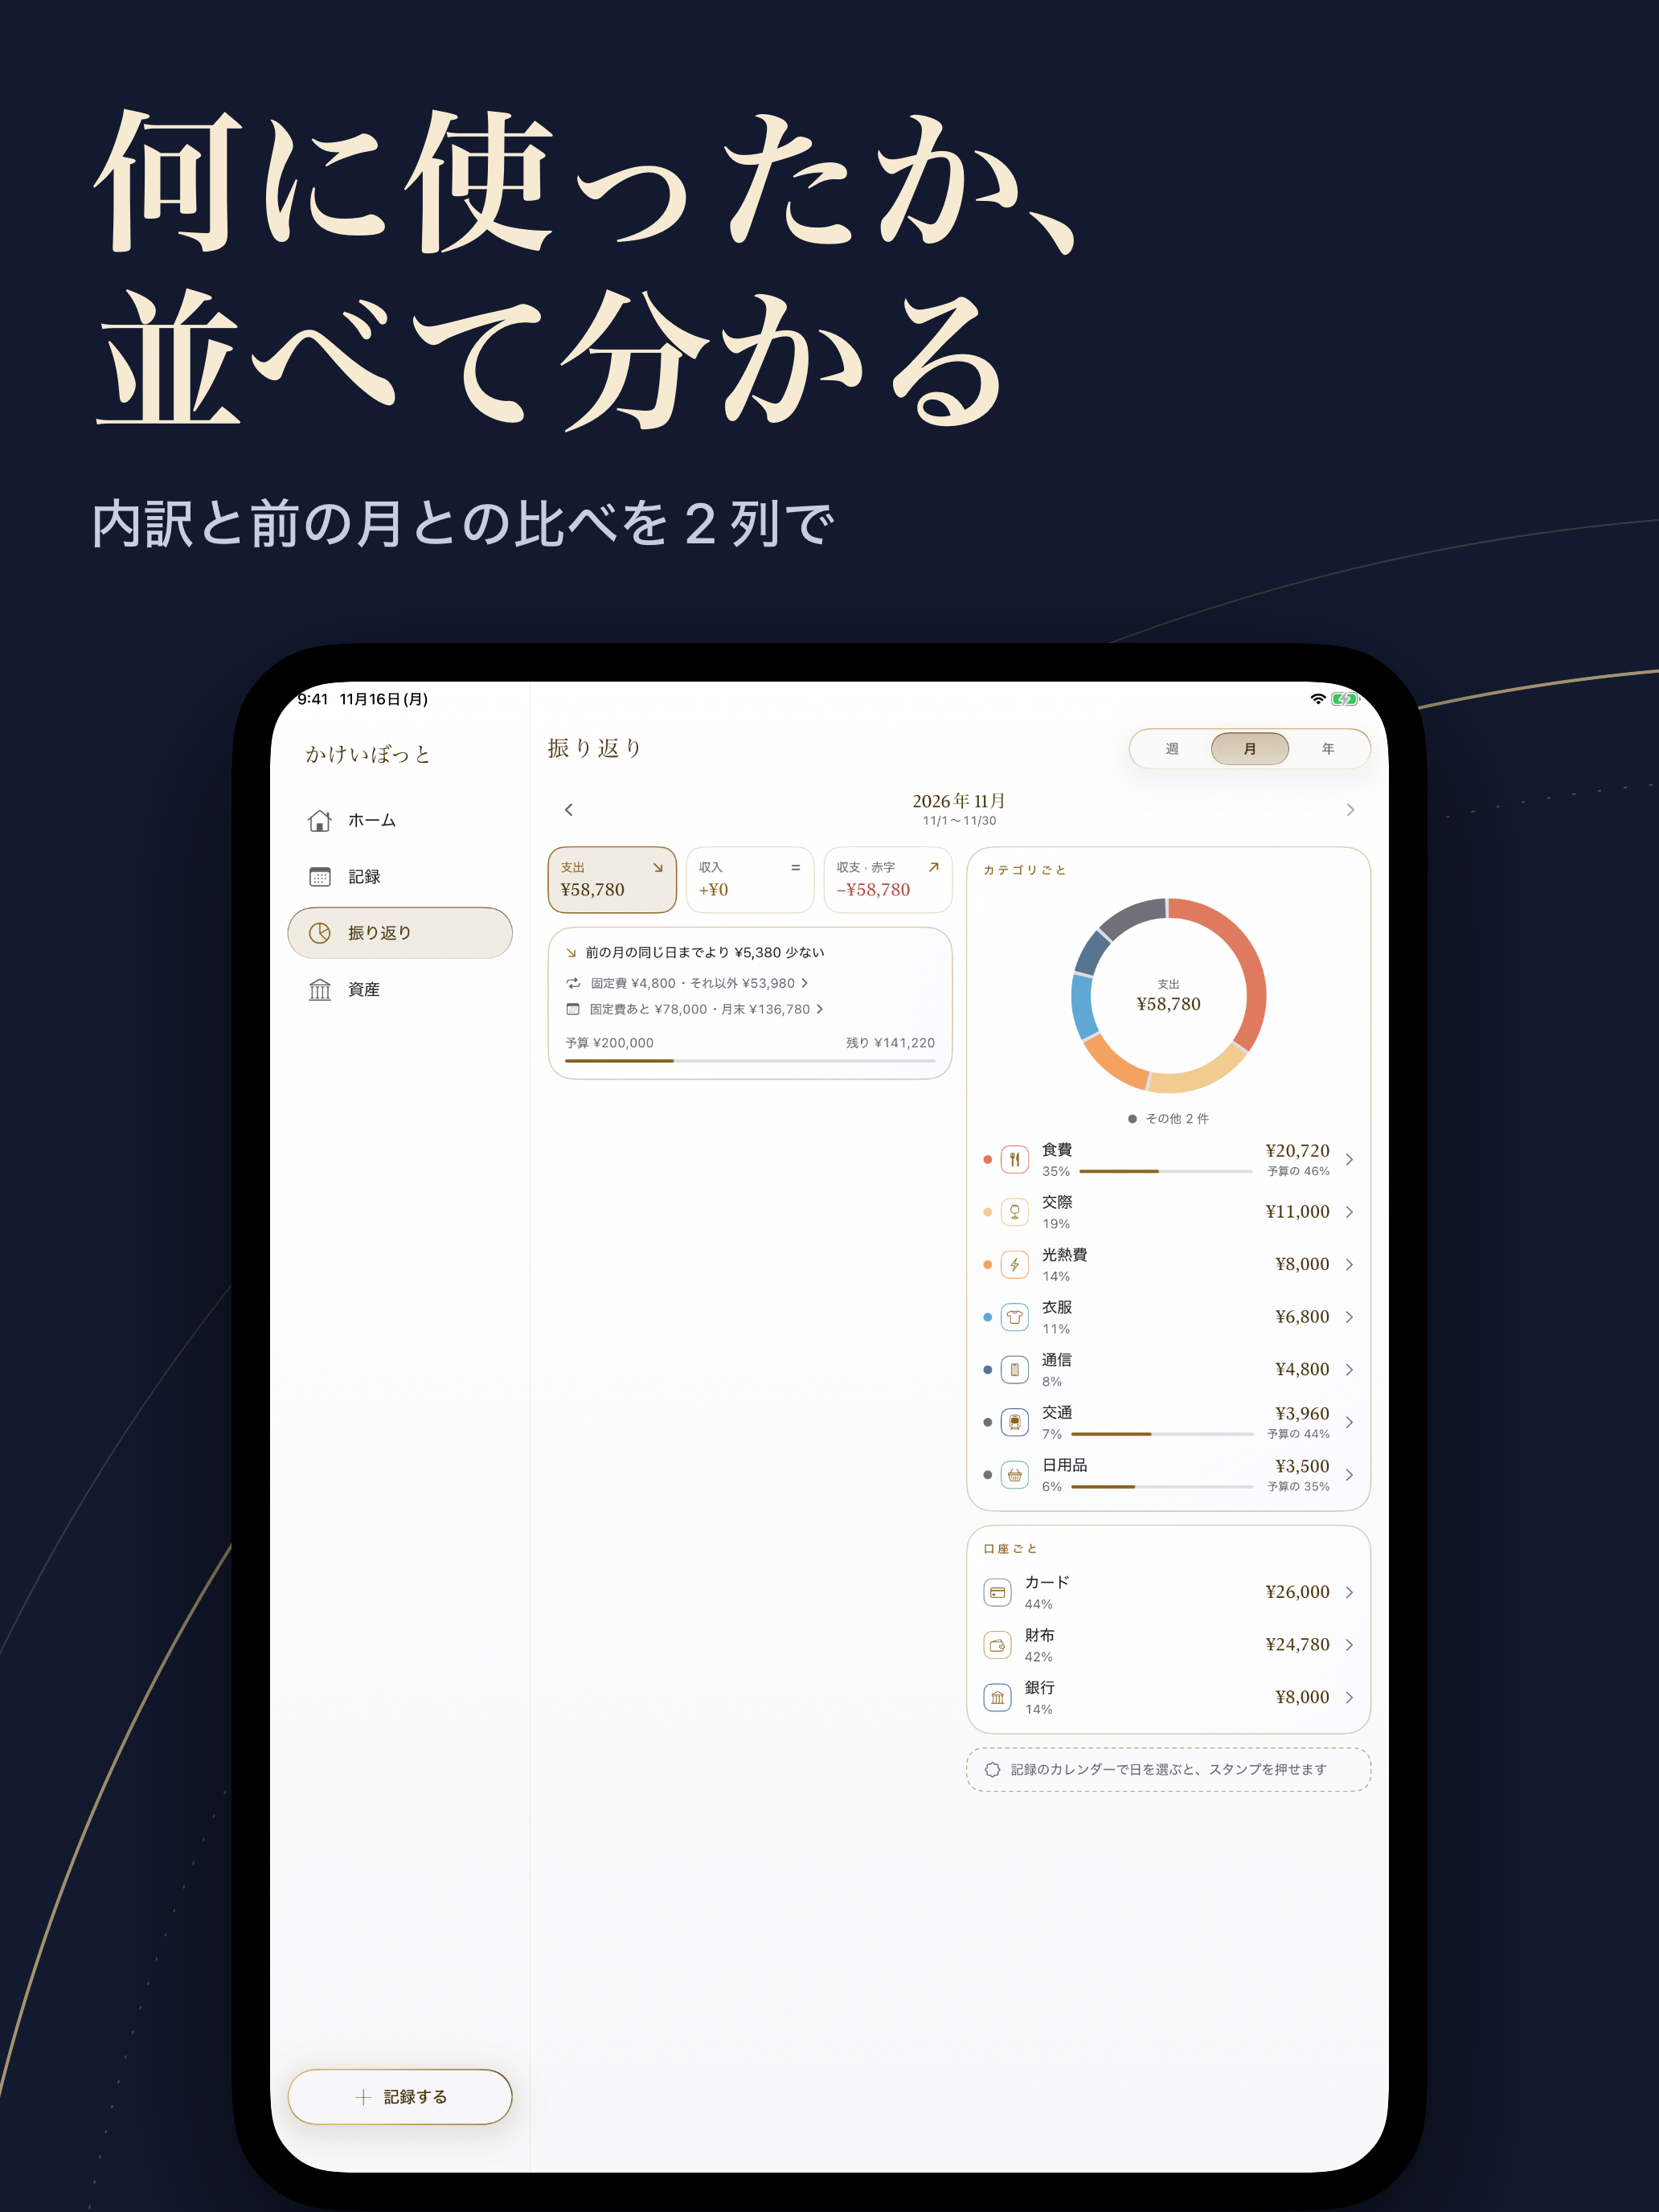 何に使ったか、
並べて分かる
内訳と前の月との比べを 2 列で
9:41 11月16日(月)
かけいぼっと
ホーム
記録
振り返り
資産
記録する
振り返り
週 月 年
2026年 11月
11/1～11/30
支出
¥58,780
収入 =
+¥0
収支 · 赤字
−¥58,780
前の月の同じ日までより ¥5,380 少ない
固定費 ¥4,800・それ以外 ¥53,980
固定費あと ¥78,000・月末 ¥136,780
予算 ¥200,000 残り ¥141,220
カテゴリごと
支出
¥58,780
その他 2 件
食費 ¥20,720
35% 予算の 46%
交際 ¥11,000
19%
光熱費 ¥8,000
14%
衣服 ¥6,800
11%
通信 ¥4,800
8%
交通 ¥3,960
7% 予算の 44%
日用品 ¥3,500
6% 予算の 35%
口座ごと
カード ¥26,000
44%
財布 ¥24,780
42%
銀行 ¥8,000
14%
記録のカレンダーで日を選ぶと、スタンプを押せます